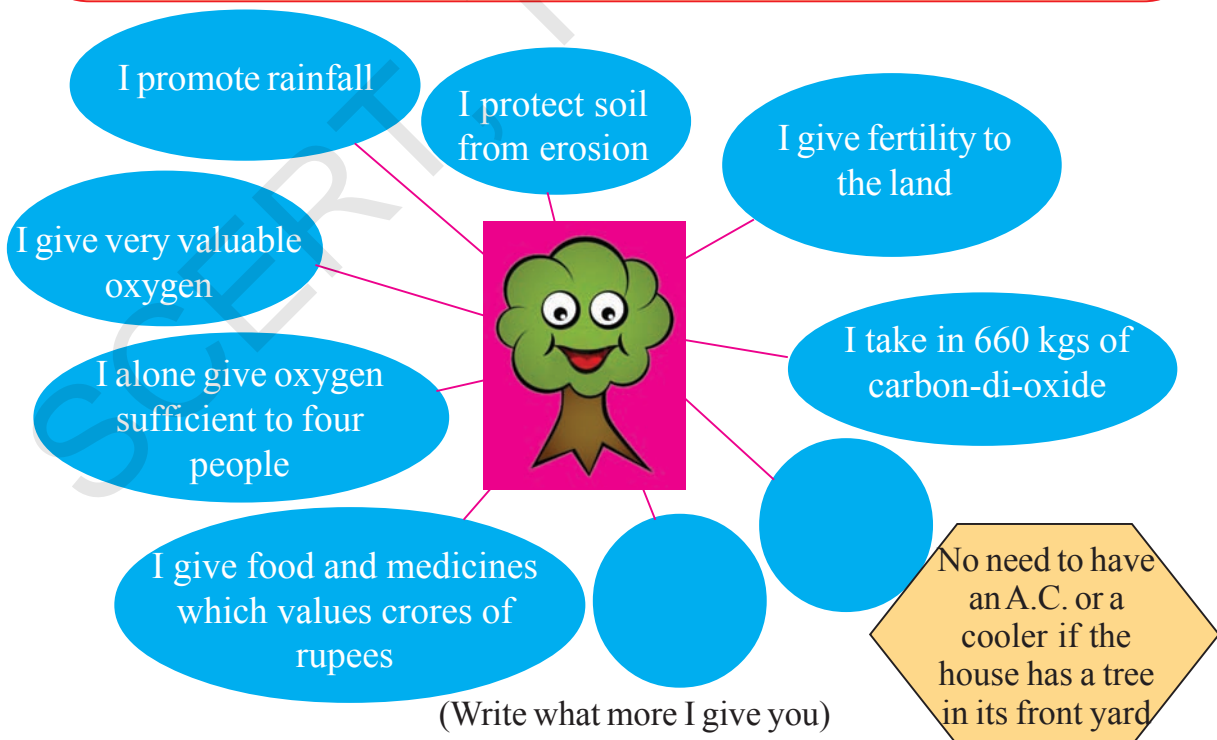 I promote rainfall
I protect soil
from erosion
I give fertility to
the land
I give very valuable
oxygen
I take in 660 kgs of
carbon-di-oxide
I alone give oxygen
sufficient to four
people
I give food and medicines
which values crores of
rupees
No need to have
an A.C. or a
cooler if the
house has a tree
in its front yard
(Write what more I give you)
SCERT,